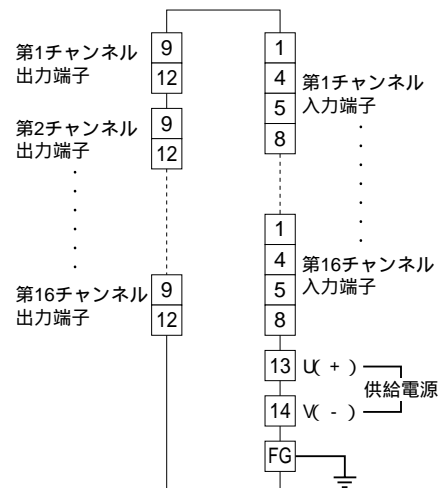 第1チャンネル
出力端子
9
12
第2チャンネル
出力端子
9
12
第16チャンネル
出力端子
9
12
1
4
5
8
第1チャンネル
入力端子
1
4
5
8
第16チャンネル
入力端子
13 U( + )
14 V( - )
供給電源
FG